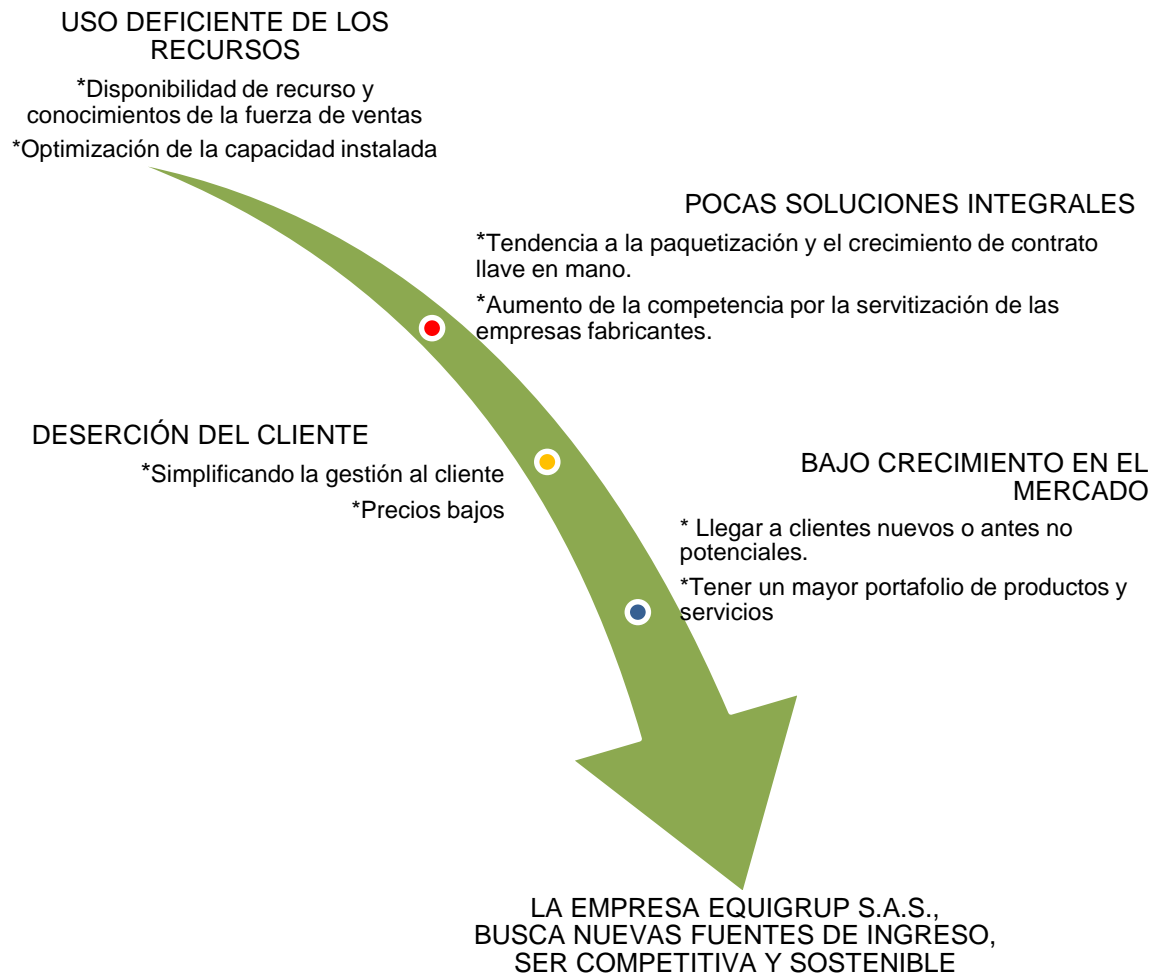 USO DEFICIENTE DE LOS
RECURSOS
*Disponibilidad de recurso y
conocimientos de la fuerza de ventas
*Optimización de la capacidad instalada
POCAS SOLUCIONES INTEGRALES
*Tendencia a la paquetización y el crecimiento de contrato
llave en mano.
*Aumento de la competencia por la servitización de las
empresas fabricantes.
DESERCIÓN DEL CLIENTE
*Simplificando la gestión al cliente
*Precios bajos
BAJO CRECIMIENTO EN EL
MERCADO
* Llegar a clientes nuevos o antes no
potenciales.
*Tener un mayor portafolio de productos y
servicios
LA EMPRESA EQUIGRUP S.A.S.,
BUSCA NUEVAS FUENTES DE INGRESO,
SER COMPETITIVA Y SOSTENIBLE